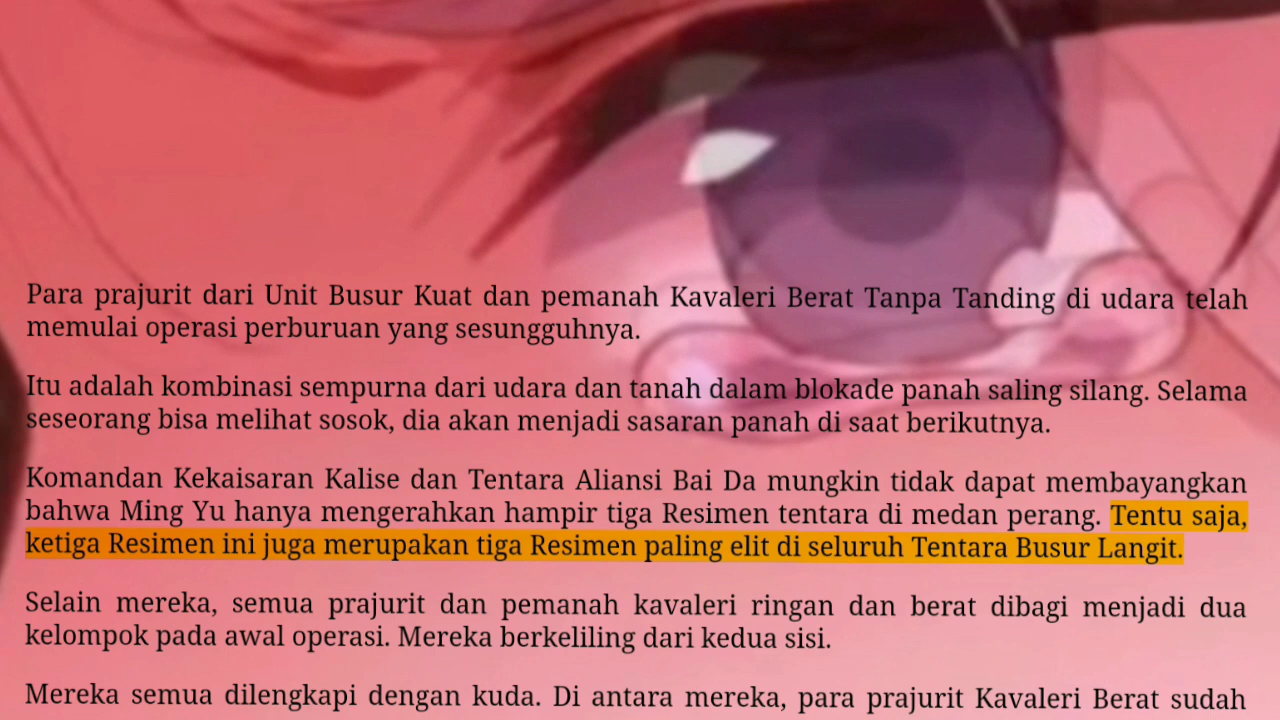 Para prajurit dari Unit Busur Kuat dan pemanah Kavaleri Berat Tanpa Tanding di udara telah
memulai operasi perburuan yang sesungguhnya.
Itu adalah kombinasi sempurna dari udara dan tanah dalam blokade panah saling silang. Selama
seseorang bisa melihat sosok, dia akan menjadi sasaran panah di saat berikutnya.
Komandan Kekaisaran Kalise dan Tentara Aliansi Bai Da mungkin tidak dapat membayangkan
bahwa Ming Yu hanya mengerahkan hampir tiga Resimen tentara di medan perang. Tentu saja,
ketiga Resimen ini juga merupakan tiga Resimen paling elit di seluruh Tentara Busur Langit.
Selain mereka, semua prajurit dan pemanah kavaleri ringan dan berat dibagi menjadi dua
kelompok pada awal operasi. Mereka berkeliling dari kedua sisi.
Mereka semua dilengkapi dengan kuda. Di antara mereka, para prajurit Kavaleri Berat sudah